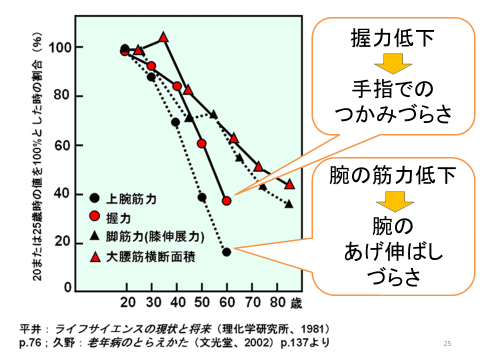 20または25歳時の値を100%とした時の割合（%）
100
80
60
40
20
0
20 30 40 50 60 70 80 歳
上腕筋力
握力
脚筋力(膝伸展力)
大腰筋横断面積
握力低下
手指での
つかみづらさ
腕の筋力低下
腕の
あげ伸ばし
づらさ
平井：ライフサイエンスの現状と将来（理化学研究所、1981）
p.76；久野：老年病のとらえかた（文光堂、2002）p.137より
25